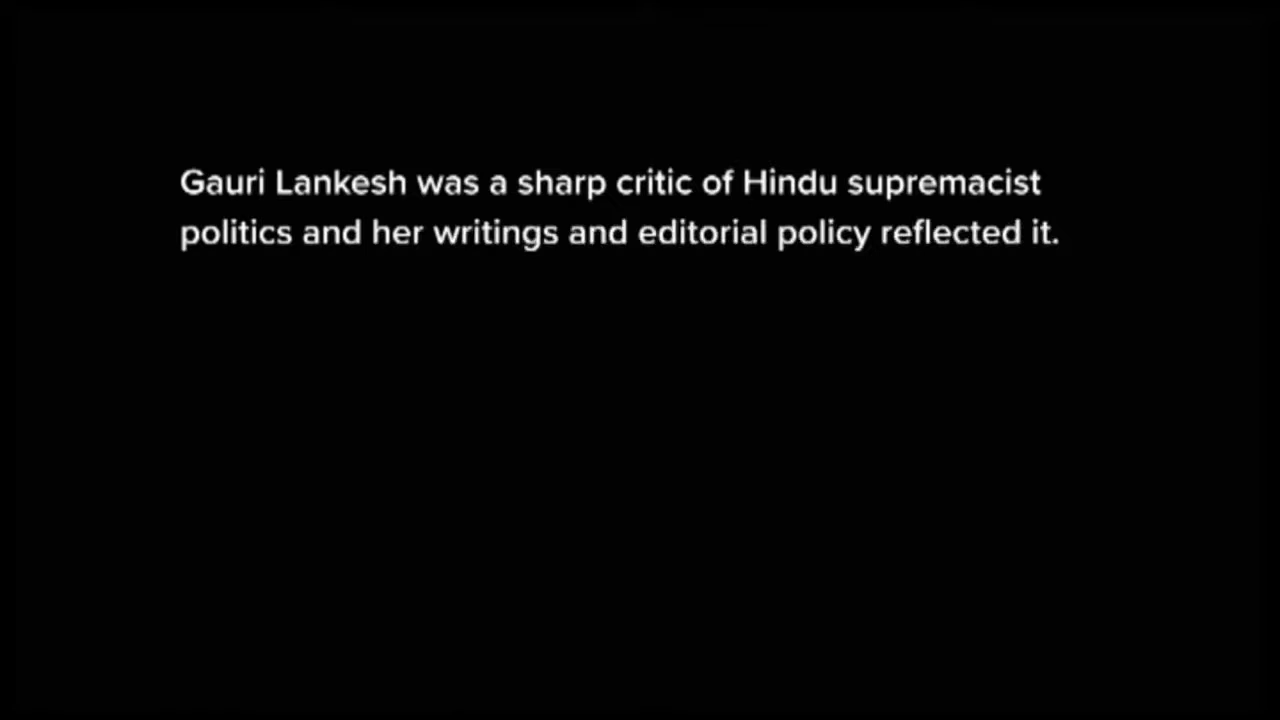 Gauri Lankesh was a sharp critic of Hindu supremacist
politics and her writings and editorial policy reflected it.